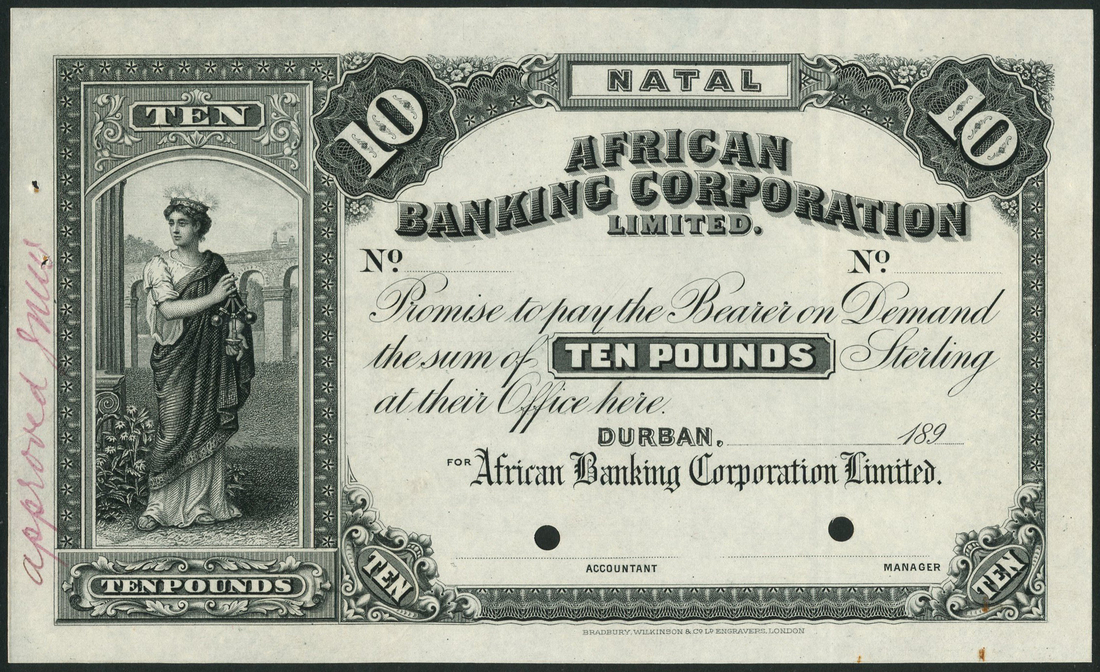 NATAL
10
10
TEN
AFRICAN
BANKING CORPORATION
LIMITED.
Nº
Nº
Promise to pay the Bearer on Demand
the sum of TEN POUNDS Sterling
at their Office here.
DURBAN, 189
FOR African Banking Corporation Limited.
ACCOUNTANT
MANAGER
TEN
TEN
TEN POUNDS
BRADBURY, WILKINSON & Cº Lᴰ ENGRAVERS, LONDON
approved